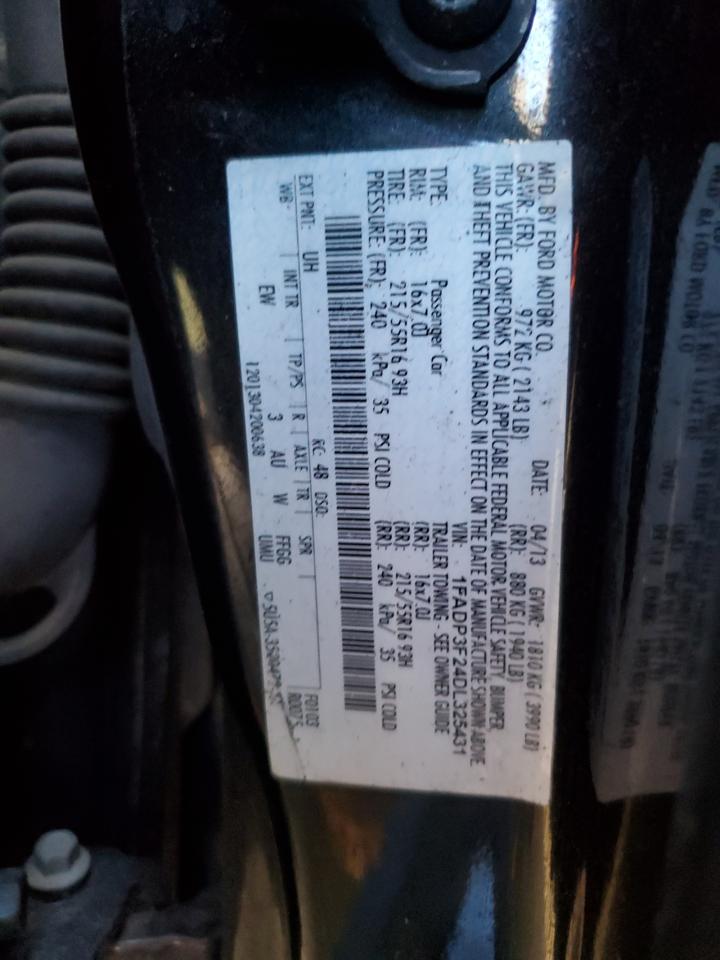 MFD. BY FORD MOTOR CO. DATE: 04/13 GVWR: 1810 KG ( 3990 LB)
GAWR: (FR): 972 KG ( 2143 LB) (RR): 880 KG ( 1940 LB)
THIS VEHICLE CONFORMS TO ALL APPLICABLE FEDERAL MOTOR VEHICLE SAFETY, BUMPER
AND THEFT PREVENTION STANDARDS IN EFFECT ON THE DATE OF MANUFACTURE SHOWN ABOVE.
VIN: 1FADP3F24DL325431
TYPE: Passenger Car TRAILER TOWING - SEE OWNER GUIDE
RIM: (FR): 16x7.0J (RR): 16x7.0J
TIRE: (FR): 215/55R16 93H (RR): 215/55R16 93H
PRESSURE: (FR): 240 kPa/ 35 PSI COLD (RR): 240 kPa/ 35 PSI COLD
RC: 48 DSO: F0103
EXT PNT: UH R0075
WB INT TR TP/PS R AXLE TR SPR
EW 3 AU W FFGG
1201304200638 UMU